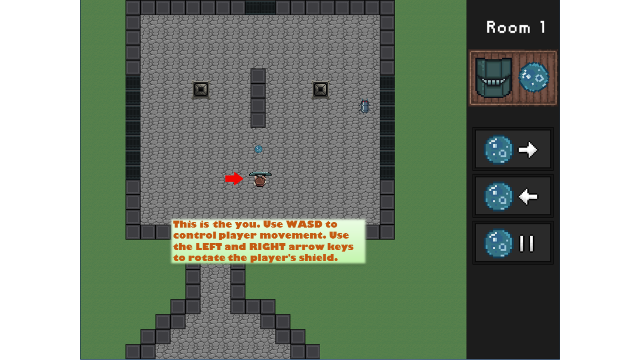 Room 1
This is the you. Use WASD to
control player movement. Use
the LEFT and RIGHT arrow keys
to rotate the player's shield.